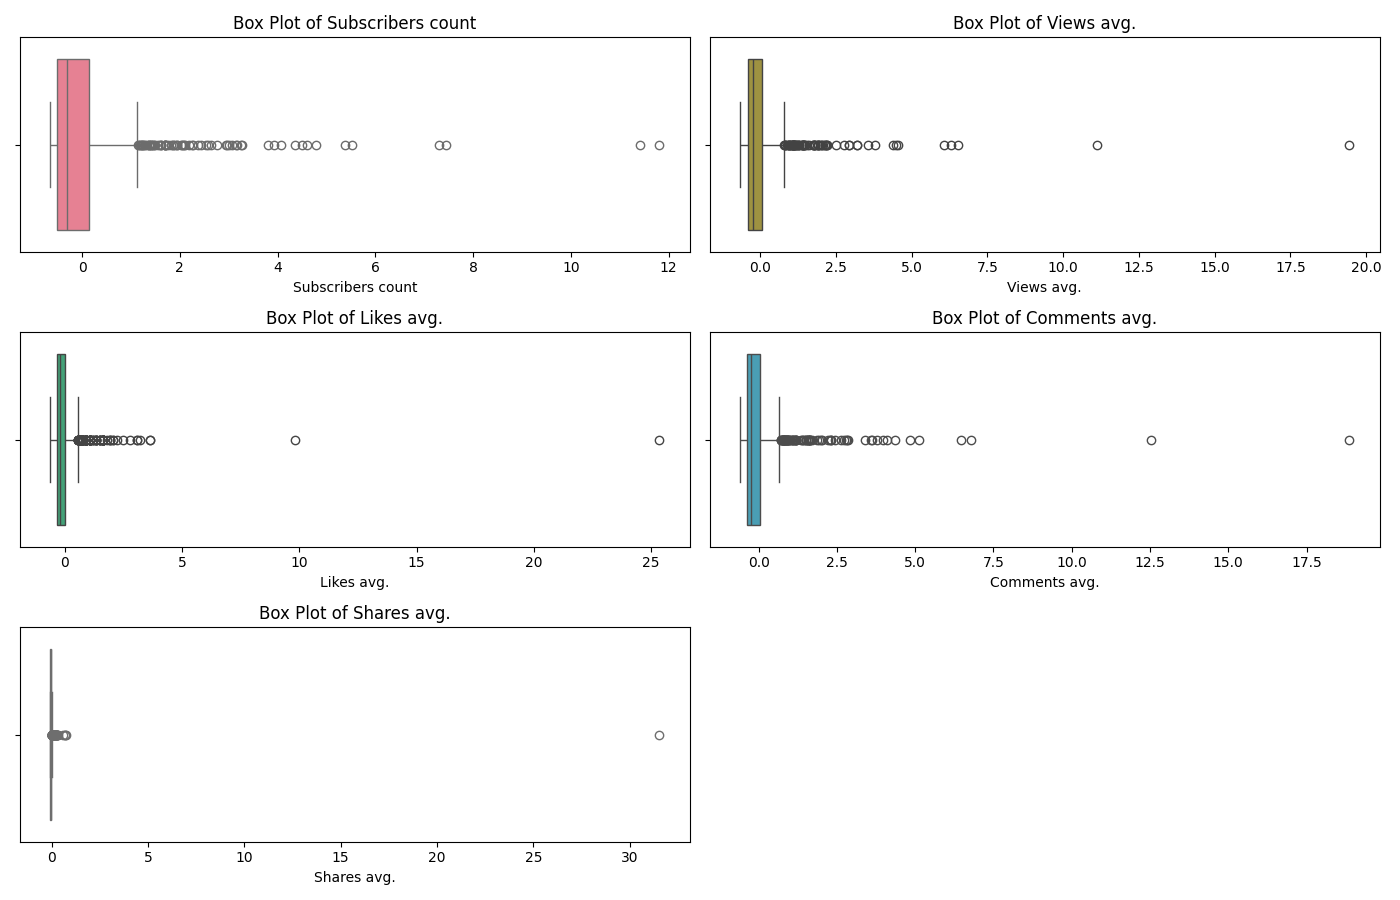 Box Plot of Subscribers count
0 2 4 6 8 10 12
Subscribers count
Box Plot of Views avg.
0.0 2.5 5.0 7.5 10.0 12.5 15.0 17.5 20.0
Views avg.
Box Plot of Likes avg.
0 5 10 15 20 25
Likes avg.
Box Plot of Comments avg.
0.0 2.5 5.0 7.5 10.0 12.5 15.0 17.5
Comments avg.
Box Plot of Shares avg.
0 5 10 15 20 25 30
Shares avg.